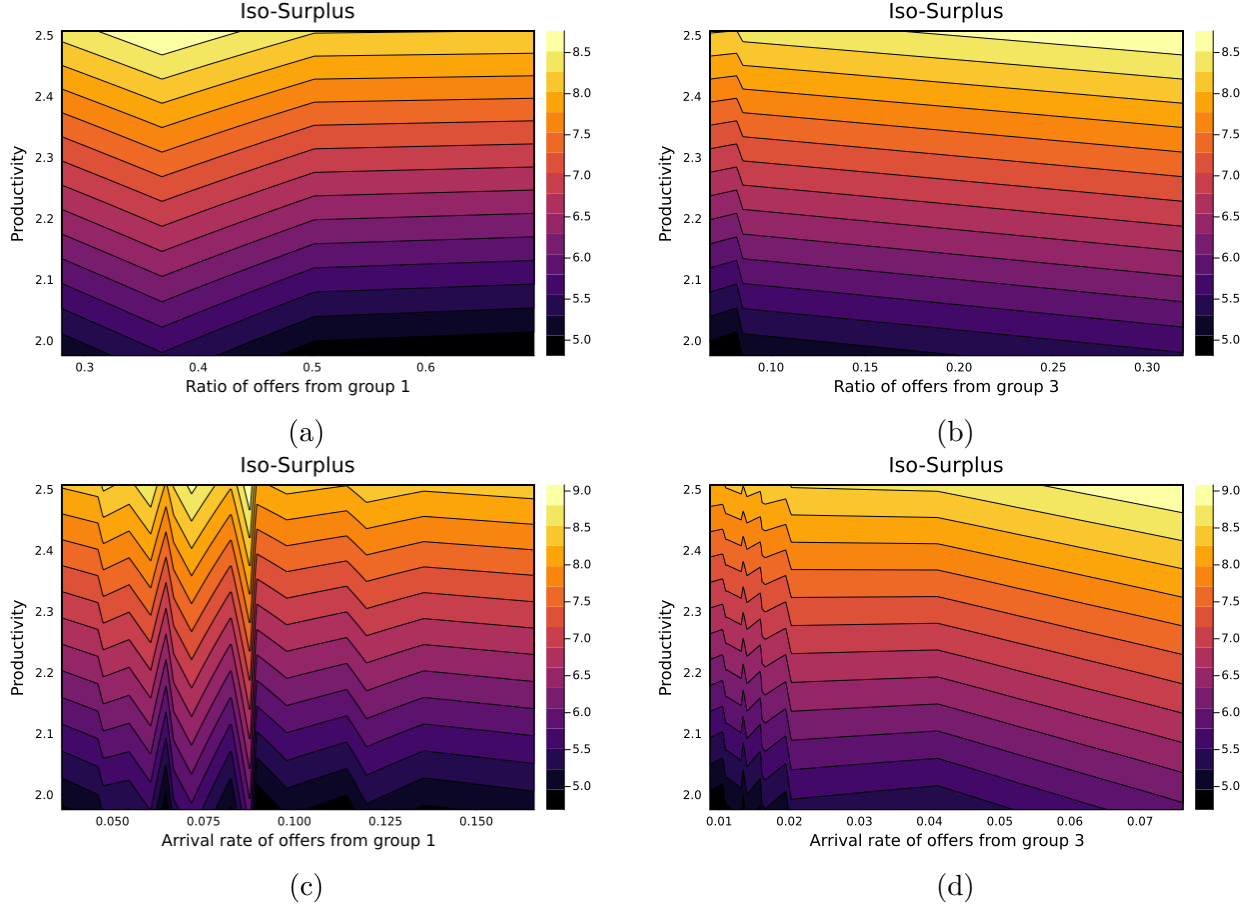 Iso-Surplus
Productivity
2.5
2.4
2.3
2.2
2.1
2.0
0.3 0.4 0.5 0.6
Ratio of offers from group 1
8.5
8.0
7.5
7.0
6.5
6.0
5.5
5.0
(a)
Iso-Surplus
Productivity
2.5
2.4
2.3
2.2
2.1
2.0
0.10 0.15 0.20 0.25 0.30
Ratio of offers from group 3
8.5
8.0
7.5
7.0
6.5
6.0
5.5
5.0
(b)
Iso-Surplus
Productivity
2.5
2.4
2.3
2.2
2.1
2.0
0.050 0.075 0.100 0.125 0.150
Arrival rate of offers from group 1
9.0
8.5
8.0
7.5
7.0
6.5
6.0
5.5
5.0
(c)
Iso-Surplus
Productivity
2.5
2.4
2.3
2.2
2.1
2.0
0.01 0.02 0.03 0.04 0.05 0.06 0.07
Arrival rate of offers from group 3
9.0
8.5
8.0
7.5
7.0
6.5
6.0
5.5
5.0
(d)